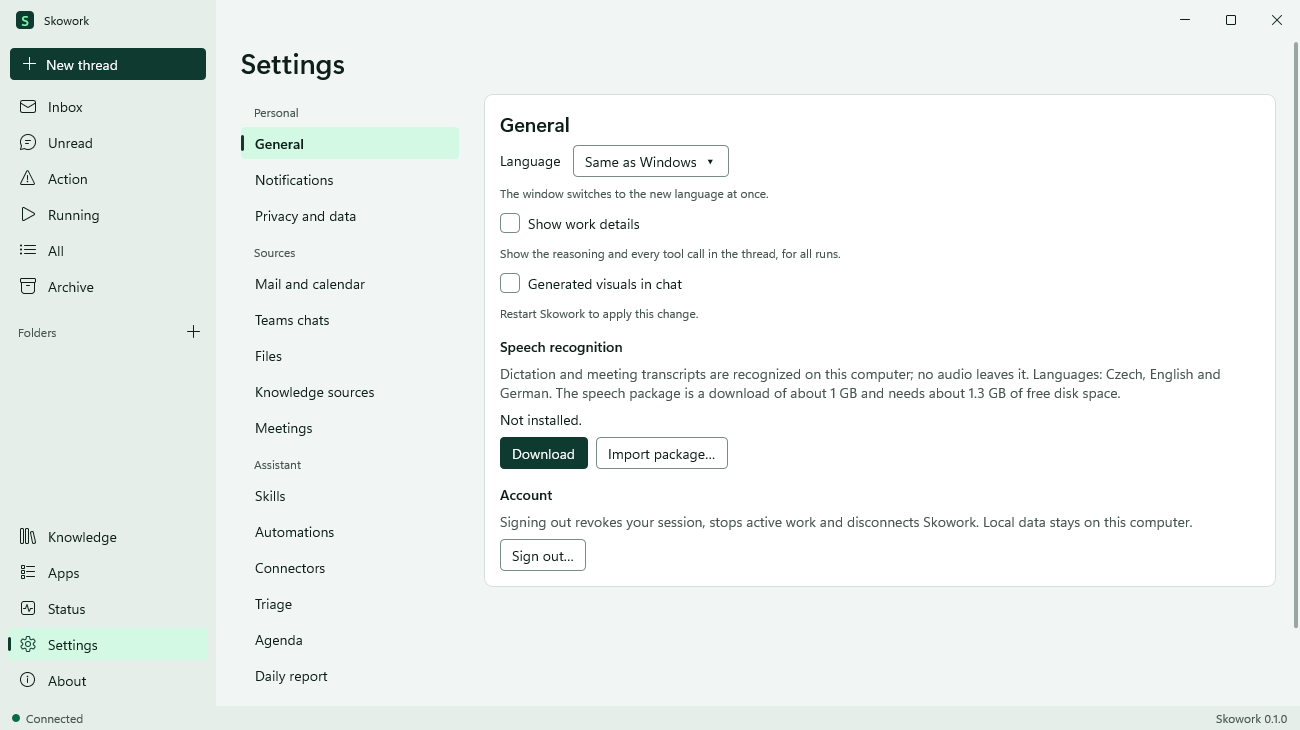 S Skowork
New thread
Inbox
Unread
Action
Running
All
Archive
Folders
Knowledge
Apps
Status
Settings
About
Connected
Settings
Personal
General
Notifications
Privacy and data
Sources
Mail and calendar
Teams chats
Files
Knowledge sources
Meetings
Assistant
Skills
Automations
Connectors
Triage
Agenda
Daily report
General
Language Same as Windows
The window switches to the new language at once.
Show work details
Show the reasoning and every tool call in the thread, for all runs.
Generated visuals in chat
Restart Skowork to apply this change.
Speech recognition
Dictation and meeting transcripts are recognized on this computer; no audio leaves it. Languages: Czech, English and
German. The speech package is a download of about 1 GB and needs about 1.3 GB of free disk space.
Not installed.
Download Import package...
Account
Signing out revokes your session, stops active work and disconnects Skowork. Local data stays on this computer.
Sign out...
Skowork 0.1.0